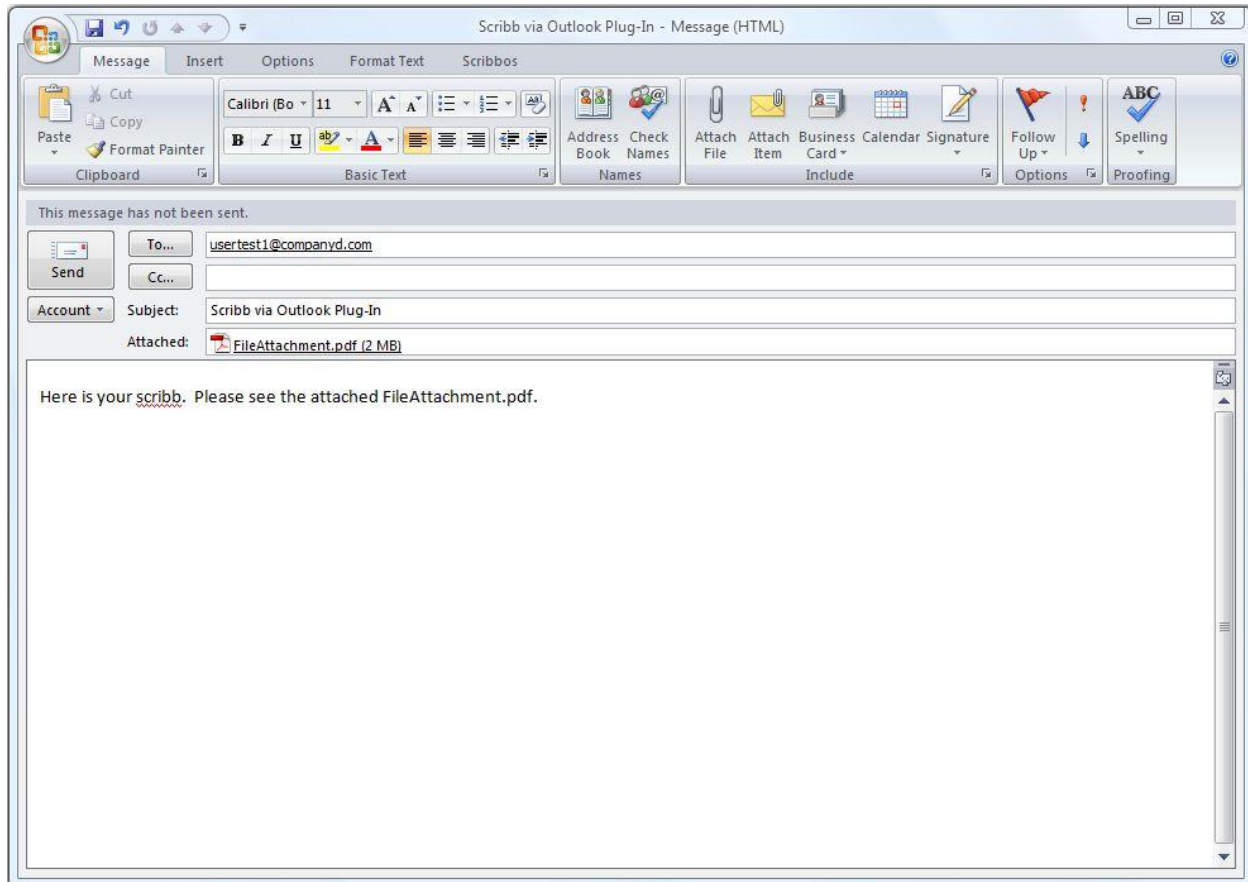 Scribb via Outlook Plug-In - Message (HTML)
Message Insert Options Format Text Scribbos
Cut
Copy
Paste
Format Painter
Clipboard
Calibri (Bo 11
B I U
Basic Text
Address Book
Check Names
Names
Attach File
Attach Item
Business Card
Calendar
Signature
Include
Follow Up
Options
ABC
Spelling
Proofing
This message has not been sent.
Send
To... usertest1@companyd.com
Cc...
Account
Subject: Scribb via Outlook Plug-In
Attached: FileAttachment.pdf (2 MB)
Here is your scribb. Please see the attached FileAttachment.pdf.